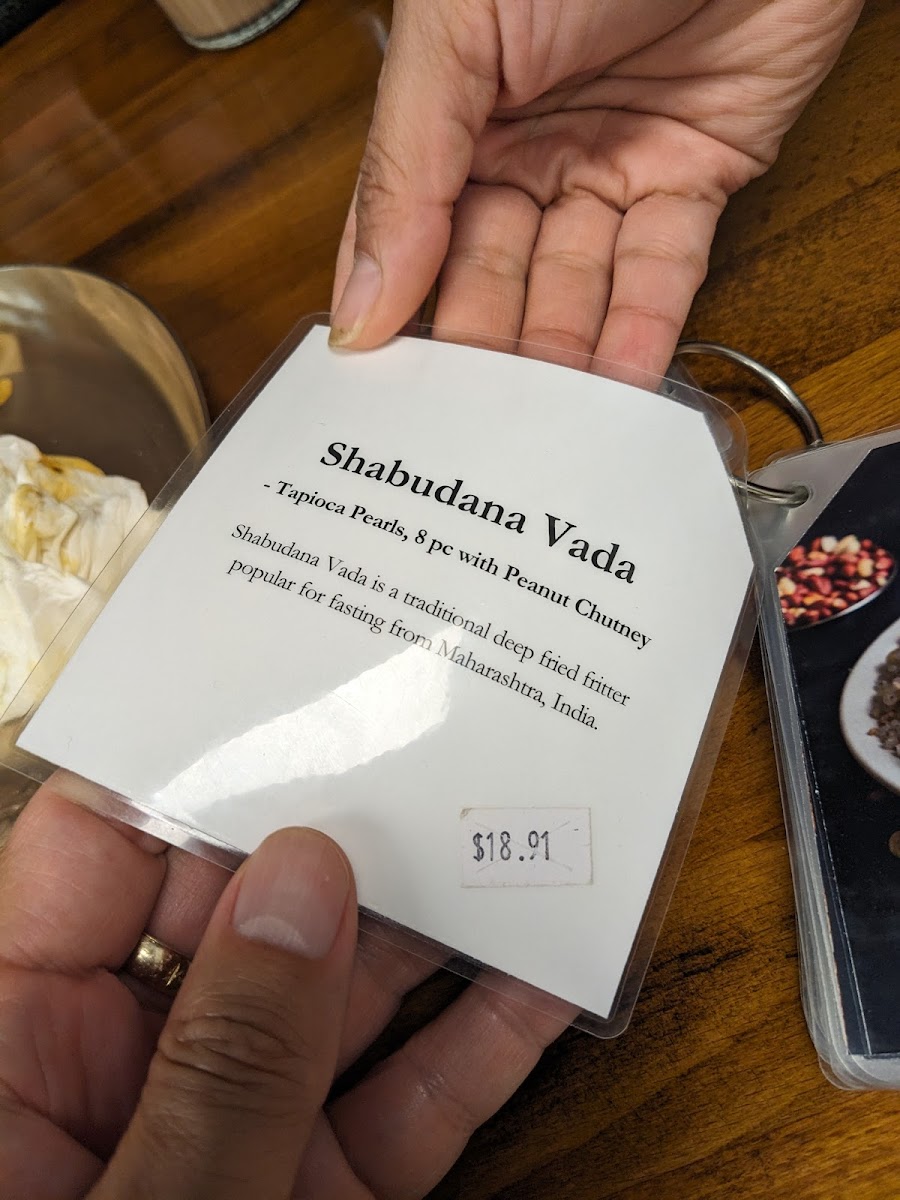 Shabudana Vada
- Tapioca Pearls, 8 pc with Peanut Chutney
Shabudana Vada is a traditional deep fried fritter
popular for fasting from Maharashtra, India.
$18.91